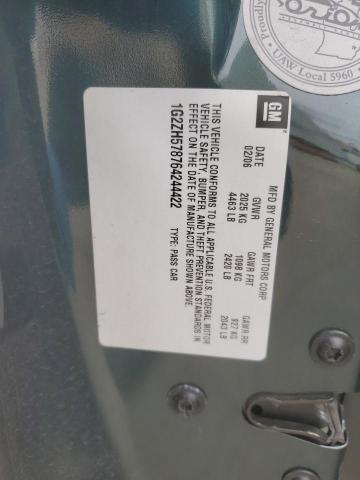 GM
MFD BY GENERAL MOTORS CORP
DATE GVWR GAWR FRT GAWR RR
02/06 2025 KG 1098 KG 927 KG
4463 LB 2420 LB 2043 LB
THIS VEHICLE CONFORMS TO ALL APPLICABLE U.S. FEDERAL MOTOR
VEHICLE SAFETY, BUMPER, AND THEFT PREVENTION STANDARDS IN
EFFECT ON THE DATE OF MANUFACTURE SHOWN ABOVE.
1G2ZH578764244422 TYPE: PASS CAR
UAW Local 5960